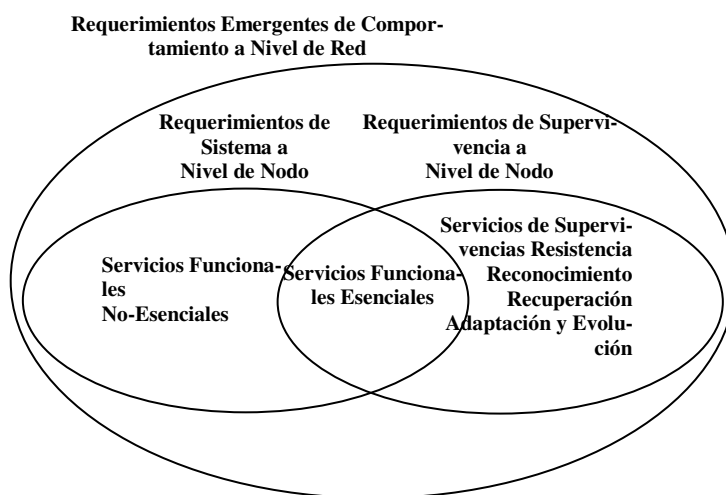 Requerimientos Emergentes de Compor-
tamiento a Nivel de Red
Requerimientos de
Sistema a
Nivel de Nodo
Requerimientos de Supervi-
vencia a
Nivel de Nodo
Servicios Funciona-
les
No-Esenciales
Servicios Funciona-
les Esenciales
Servicios de Supervi-
vencias Resistencia
Reconocimiento
Recuperación
Adaptación y Evolu-
ción